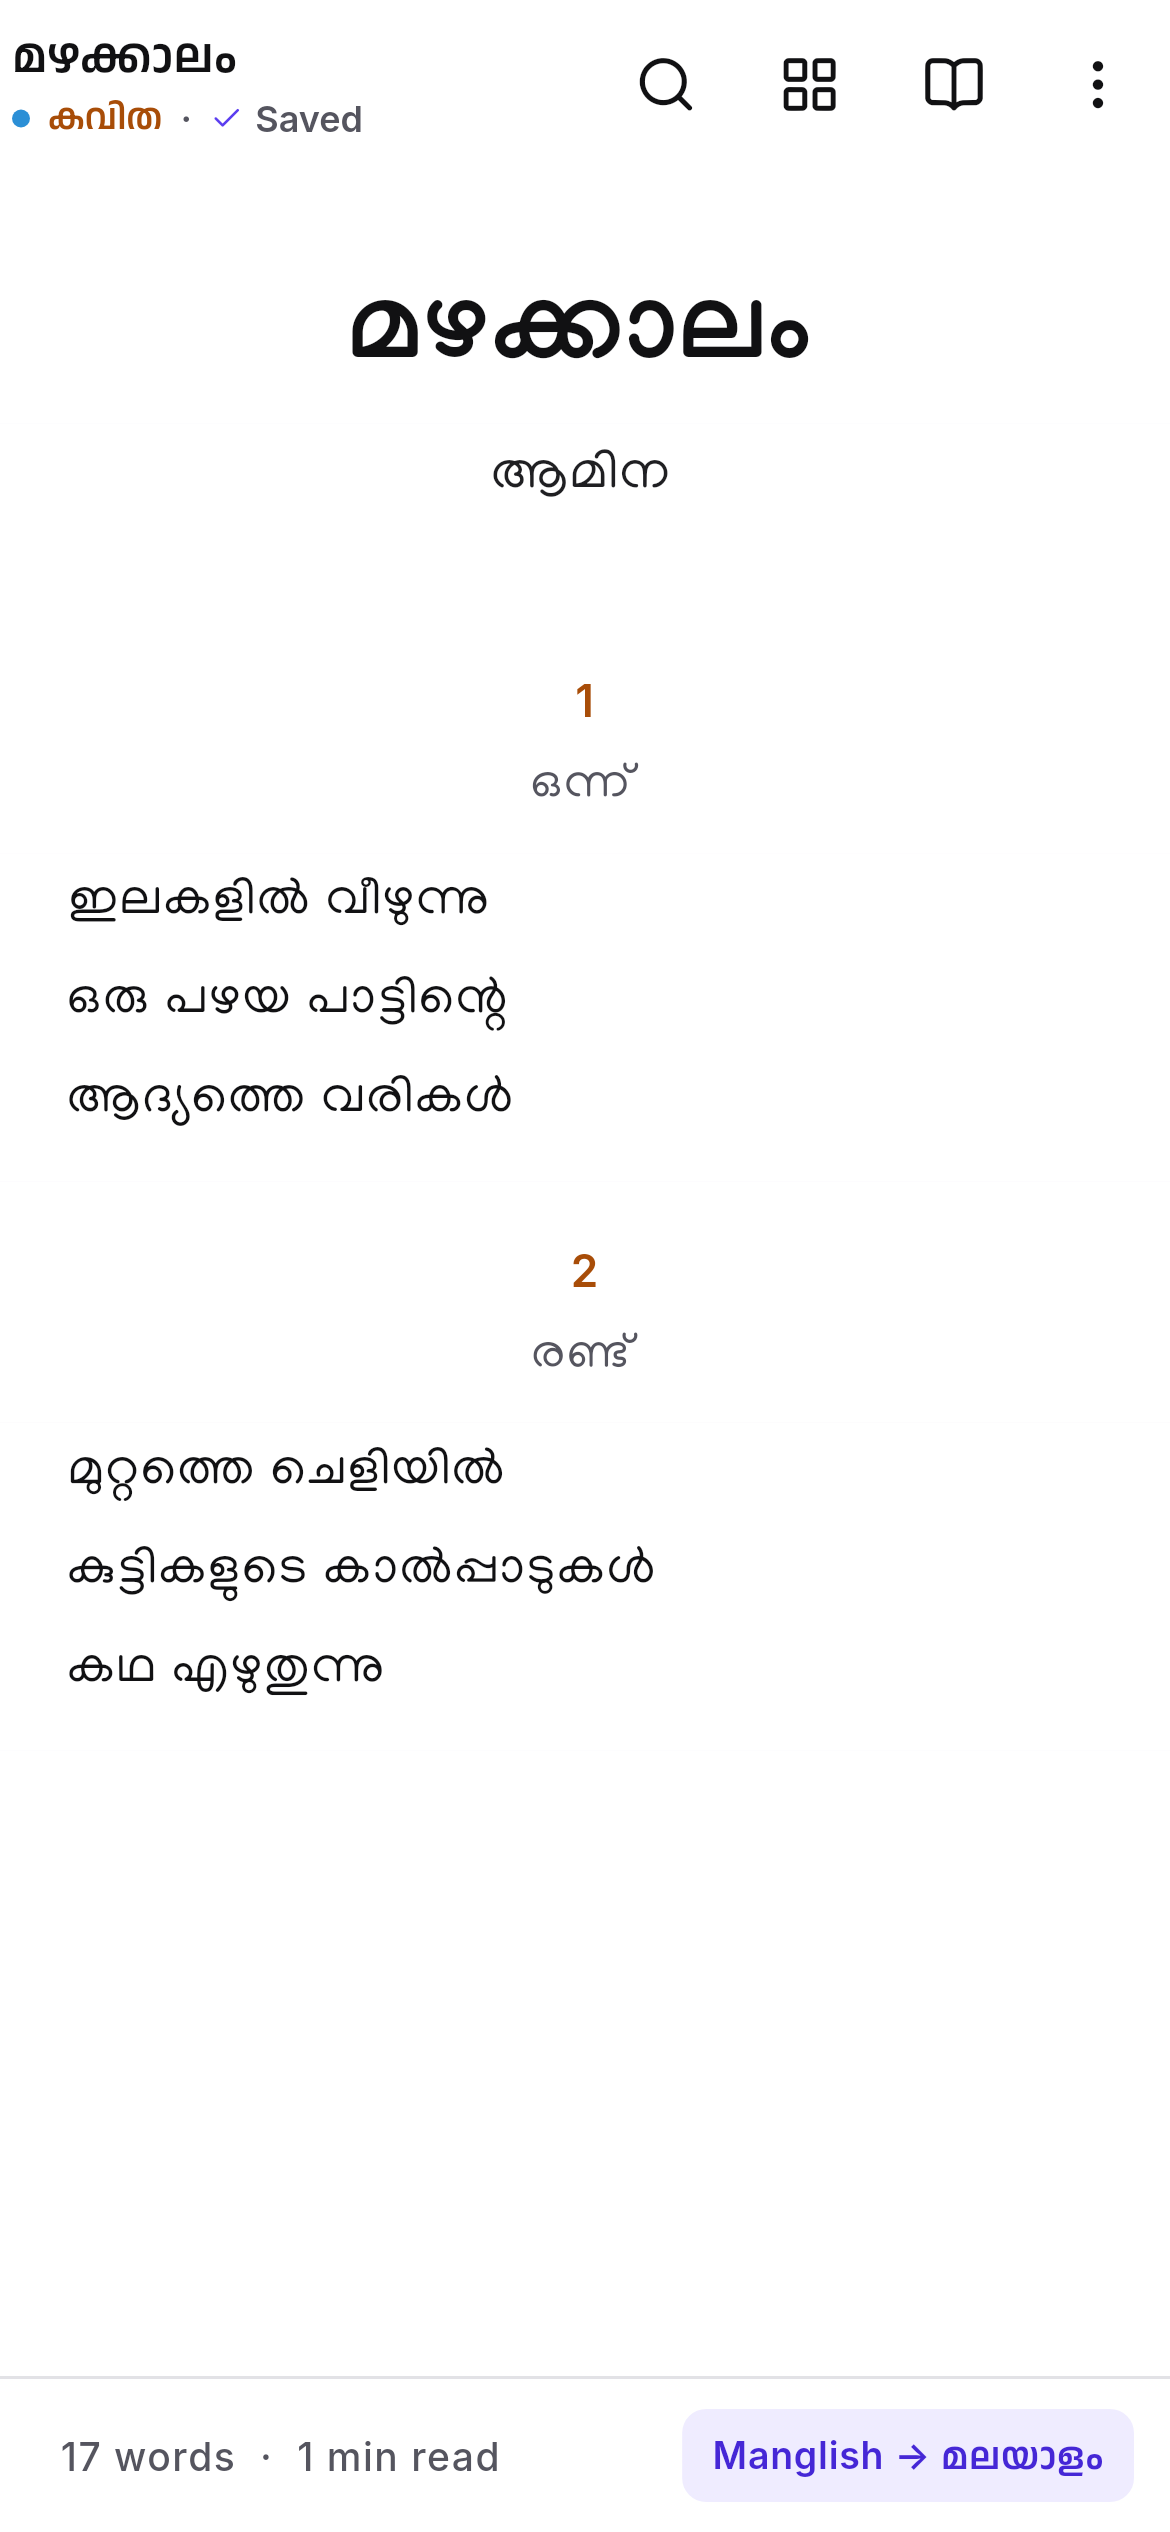 മഴക്കാലം
കവിത · ✓ Saved
മഴക്കാലം
ആമിന
1
ഒന്ന്
ഇലകളിൽ വീഴുന്നു
ഒരു പഴയ പാട്ടിന്റെ
ആദ്യത്തെ വരികൾ
2
രണ്ട്
മുറ്റത്തെ ചെളിയിൽ
കുട്ടികളുടെ കാൽപ്പാടുകൾ
കഥ എഴുതുന്നു
17 words · 1 min read
Manglish → മലയാളം